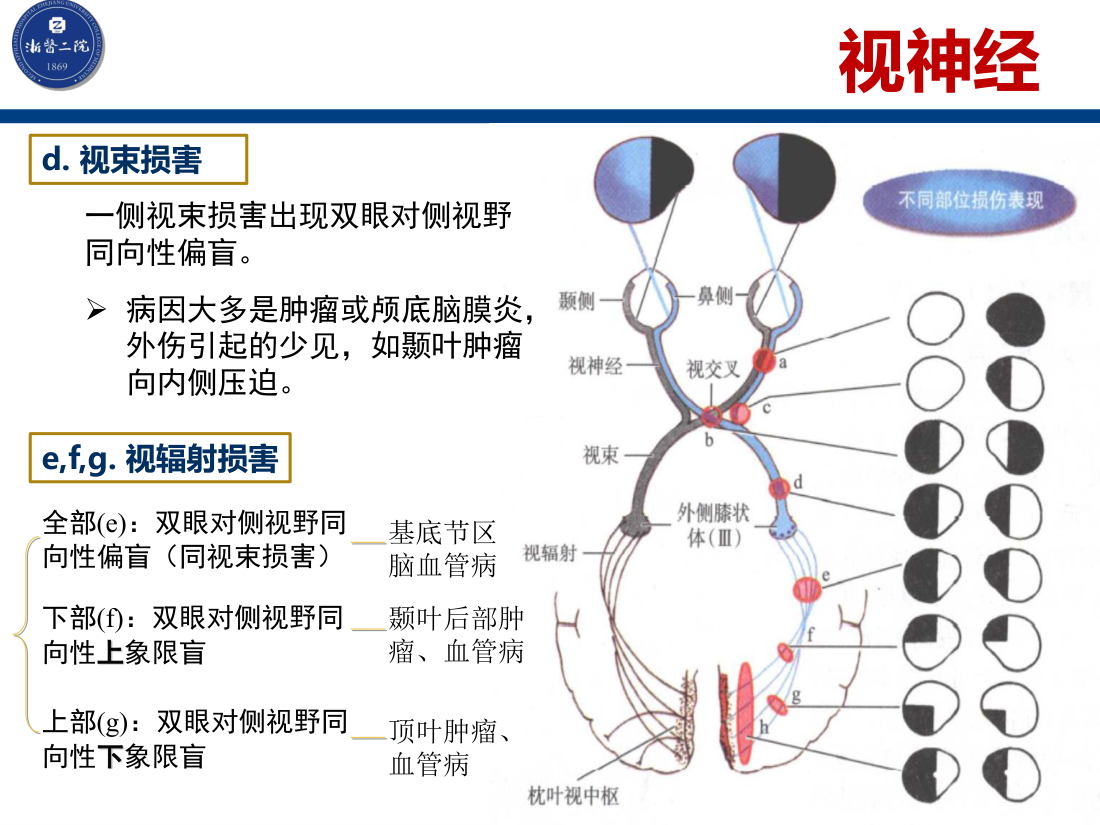 SECOND AFFILIATED HOSPITAL ZHEJIANG UNIVERSITY COLLEGE OF MEDICINE
浙醫二院
1869
视神经
d. 视束损害
一侧视束损害出现双眼对侧视野
同向性偏盲。
➢ 病因大多是肿瘤或颅底脑膜炎，
外伤引起的少见，如颞叶肿瘤
向内侧压迫。
e,f,g. 视辐射损害
全部(e)：双眼对侧视野同
向性偏盲（同视束损害）
基底节区
脑血管病
下部(f)：双眼对侧视野同
向性上象限盲
颞叶后部肿
瘤、血管病
上部(g)：双眼对侧视野同
向性下象限盲
顶叶肿瘤、
血管病
不同部位损伤表现
颞侧
鼻侧
视神经
视交叉
a
c
b
视束
d
外侧膝状
体(Ⅲ)
视辐射
e
f
g
h
枕叶视中枢